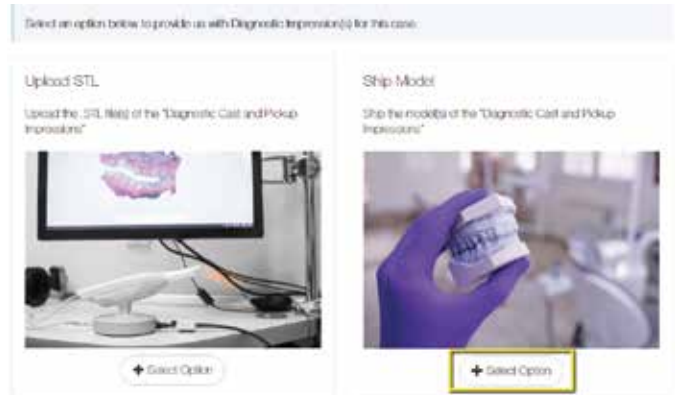 Select an option below to provide us with Diagnostic Impression(s) for this case.
Upload STL
Upload the .STL file(s) of the "Diagnostic Cast and Pickup
Impressions"
+ Select Option
Ship Model
Ship the model(s) of the "Diagnostic Cast and Pickup
Impressions"
+ Select Option